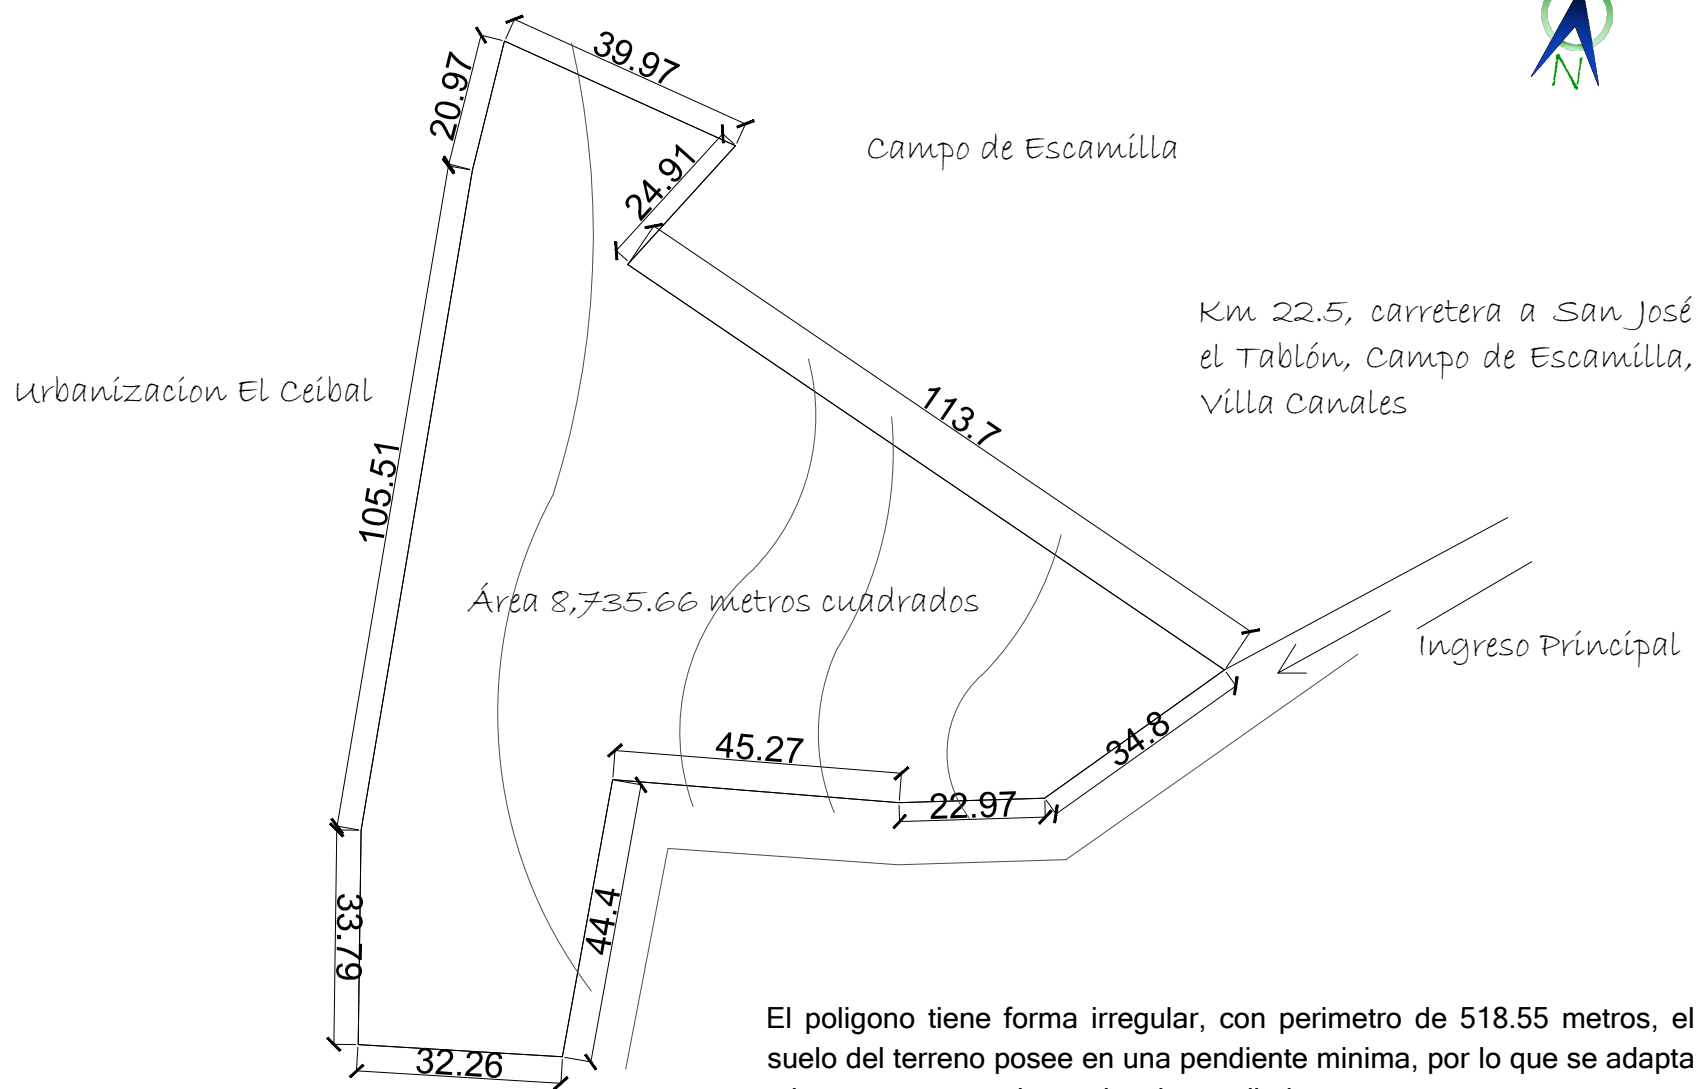 N
39.97
20.97
Campo de Escamilla
24.91
Km 22.5, carretera a San José
el Tablón, Campo de Escamilla,
Villa Canales
Urbanizacion El Ceibal
113.7
105.51
Área 8,735.66 metros cuadrados
Ingreso Principal
34.8
45.27
22.97
44.4
33.79
32.26
El poligono tiene forma irregular, con perimetro de 518.55 metros, el
suelo del terreno posee en una pendiente minima, por lo que se adapta